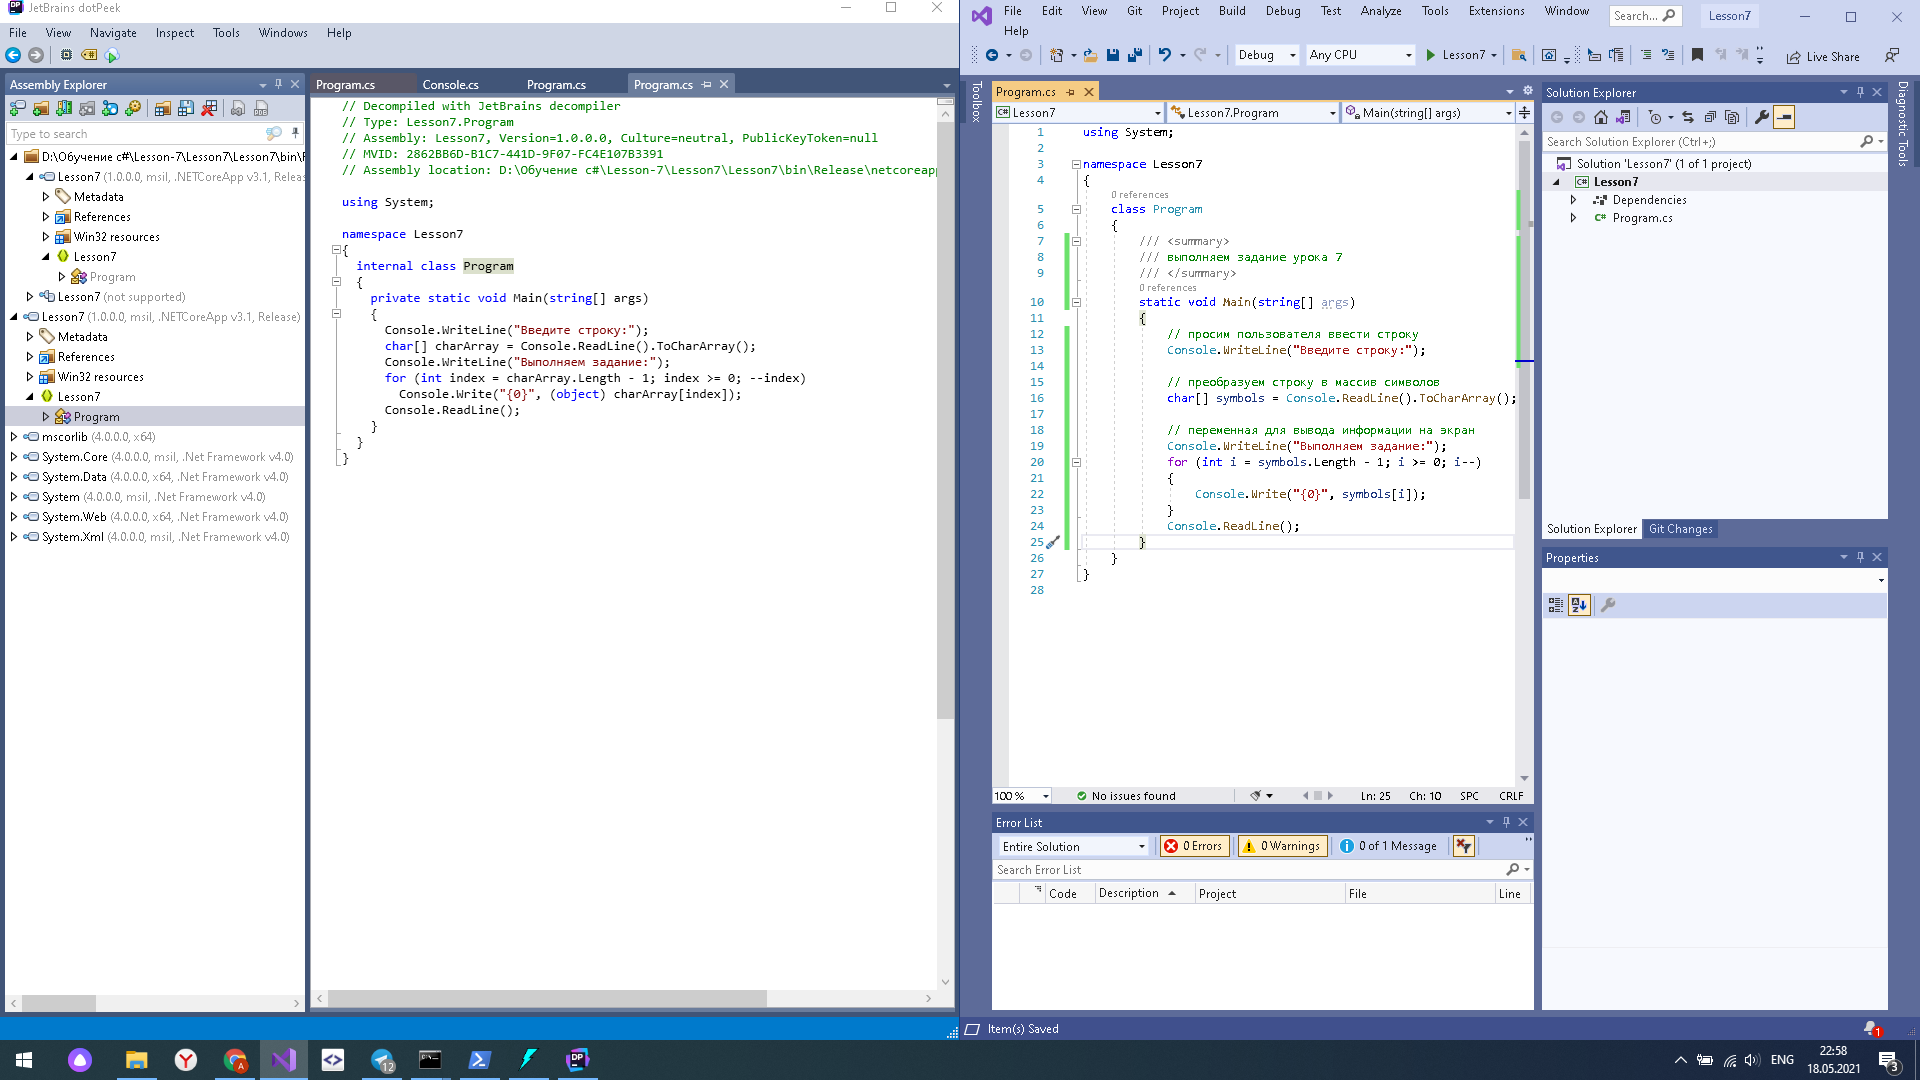 JetBrains dotPeek
File View Navigate Inspect Tools Windows Help
Assembly Explorer
Type to search
D:\Обучение c#\Lesson-7\Lesson7\Lesson7\bin\
Lesson7 (1.0.0.0, msil, .NETCoreApp v3.1, Releas
Metadata
References
Win32 resources
Lesson7
Program
Lesson7 (not supported)
Lesson7 (1.0.0.0, msil, .NETCoreApp v3.1, Release)
Metadata
References
Win32 resources
Lesson7
Program
mscorlib (4.0.0.0, x64)
System.Core (4.0.0.0, msil, .Net Framework v4.0)
System.Data (4.0.0.0, x64, .Net Framework v4.0)
System (4.0.0.0, msil, .Net Framework v4.0)
System.Web (4.0.0.0, x64, .Net Framework v4.0)
System.Xml (4.0.0.0, msil, .Net Framework v4.0)
Program.cs Console.cs Program.cs Program.cs
// Decompiled with JetBrains decompiler
// Type: Lesson7.Program
// Assembly: Lesson7, Version=1.0.0.0, Culture=neutral, PublicKeyToken=null
// MVID: 2862BB6D-B1C7-441D-9F07-FC4E107B3391
// Assembly location: D:\Обучение c#\Lesson-7\Lesson7\Lesson7\bin\Release\netcoreapp
using System;
namespace Lesson7
{
internal class Program
{
private static void Main(string[] args)
{
Console.WriteLine("Введите строку:");
char[] charArray = Console.ReadLine().ToCharArray();
Console.WriteLine("Выполняем задание:");
for (int index = charArray.Length - 1; index >= 0; --index)
Console.Write("{0}", (object) charArray[index]);
Console.ReadLine();
}
}
}
File Edit View Git Project Build Debug Test Analyze Tools Extensions Window
Help
Search...
Lesson7
Debug Any CPU Lesson7 Live Share
Toolbox
Program.cs
Lesson7 Lesson7.Program Main(string[] args)
1 using System;
2
3 namespace Lesson7
4 {
0 references
5 class Program
6 {
7 /// <summary>
8 /// выполняем задание урока 7
9 /// </summary>
0 references
10 static void Main(string[] args)
11 {
12 // просим пользователя ввести строку
13 Console.WriteLine("Введите строку:");
14
15 // преобразуем строку в массив символов
16 char[] symbols = Console.ReadLine().ToCharArray();
17
18 // переменная для вывода информации на экран
19 Console.WriteLine("Выполняем задание:");
20 for (int i = symbols.Length - 1; i >= 0; i--)
21 {
22 Console.Write("{0}", symbols[i]);
23 }
24 Console.ReadLine();
25 }
26 }
27 }
28
100 % No issues found Ln: 25 Ch: 10 SPC CRLF
Error List
Entire Solution 0 Errors 0 Warnings 0 of 1 Message
Search Error List
Code Description Project File Line
Solution Explorer
Search Solution Explorer (Ctrl+;)
Solution 'Lesson7' (1 of 1 project)
Lesson7
Dependencies
Program.cs
Solution Explorer Git Changes
Properties
Diagnostic Tools
Item(s) Saved
1
12
ENG
22:58
18.05.2021
3